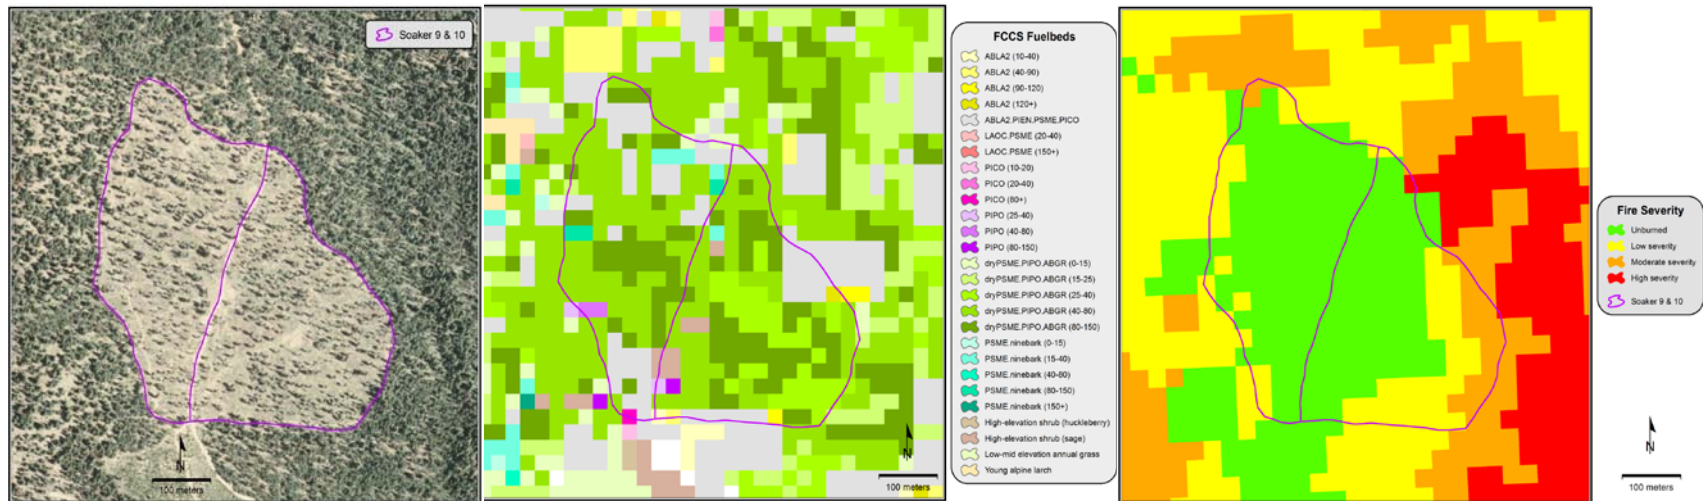 Soaker 9 & 10
N
100 meters
N
100 meters
FCCS Fuelbeds
ABLA2 (10-40)
ABLA2 (40-90)
ABLA2 (90-120)
ABLA2 (120+)
ABLA2.PIEN.PSME.PICO
LAOC.PSME (20-40)
LAOC.PSME (150+)
PICO (10-20)
PICO (20-40)
PICO (80+)
PIPO (25-40)
PIPO (40-80)
PIPO (80-150)
dryPSME.PIPO.ABGR (0-15)
dryPSME.PIPO.ABGR (15-25)
dryPSME.PIPO.ABGR (25-40)
dryPSME.PIPO.ABGR (40-80)
dryPSME.PIPO.ABGR (80-150)
PSME.ninebark (0-15)
PSME.ninebark (15-40)
PSME.ninebark (40-80)
PSME.ninebark (80-150)
PSME.ninebark (150+)
High-elevation shrub (huckleberry)
High-elevation shrub (sage)
Low-mid elevation annual grass
Young alpine larch
Fire Severity
Unburned
Low severity
Moderate severity
High severity
Soaker 9 & 10
N
100 meters